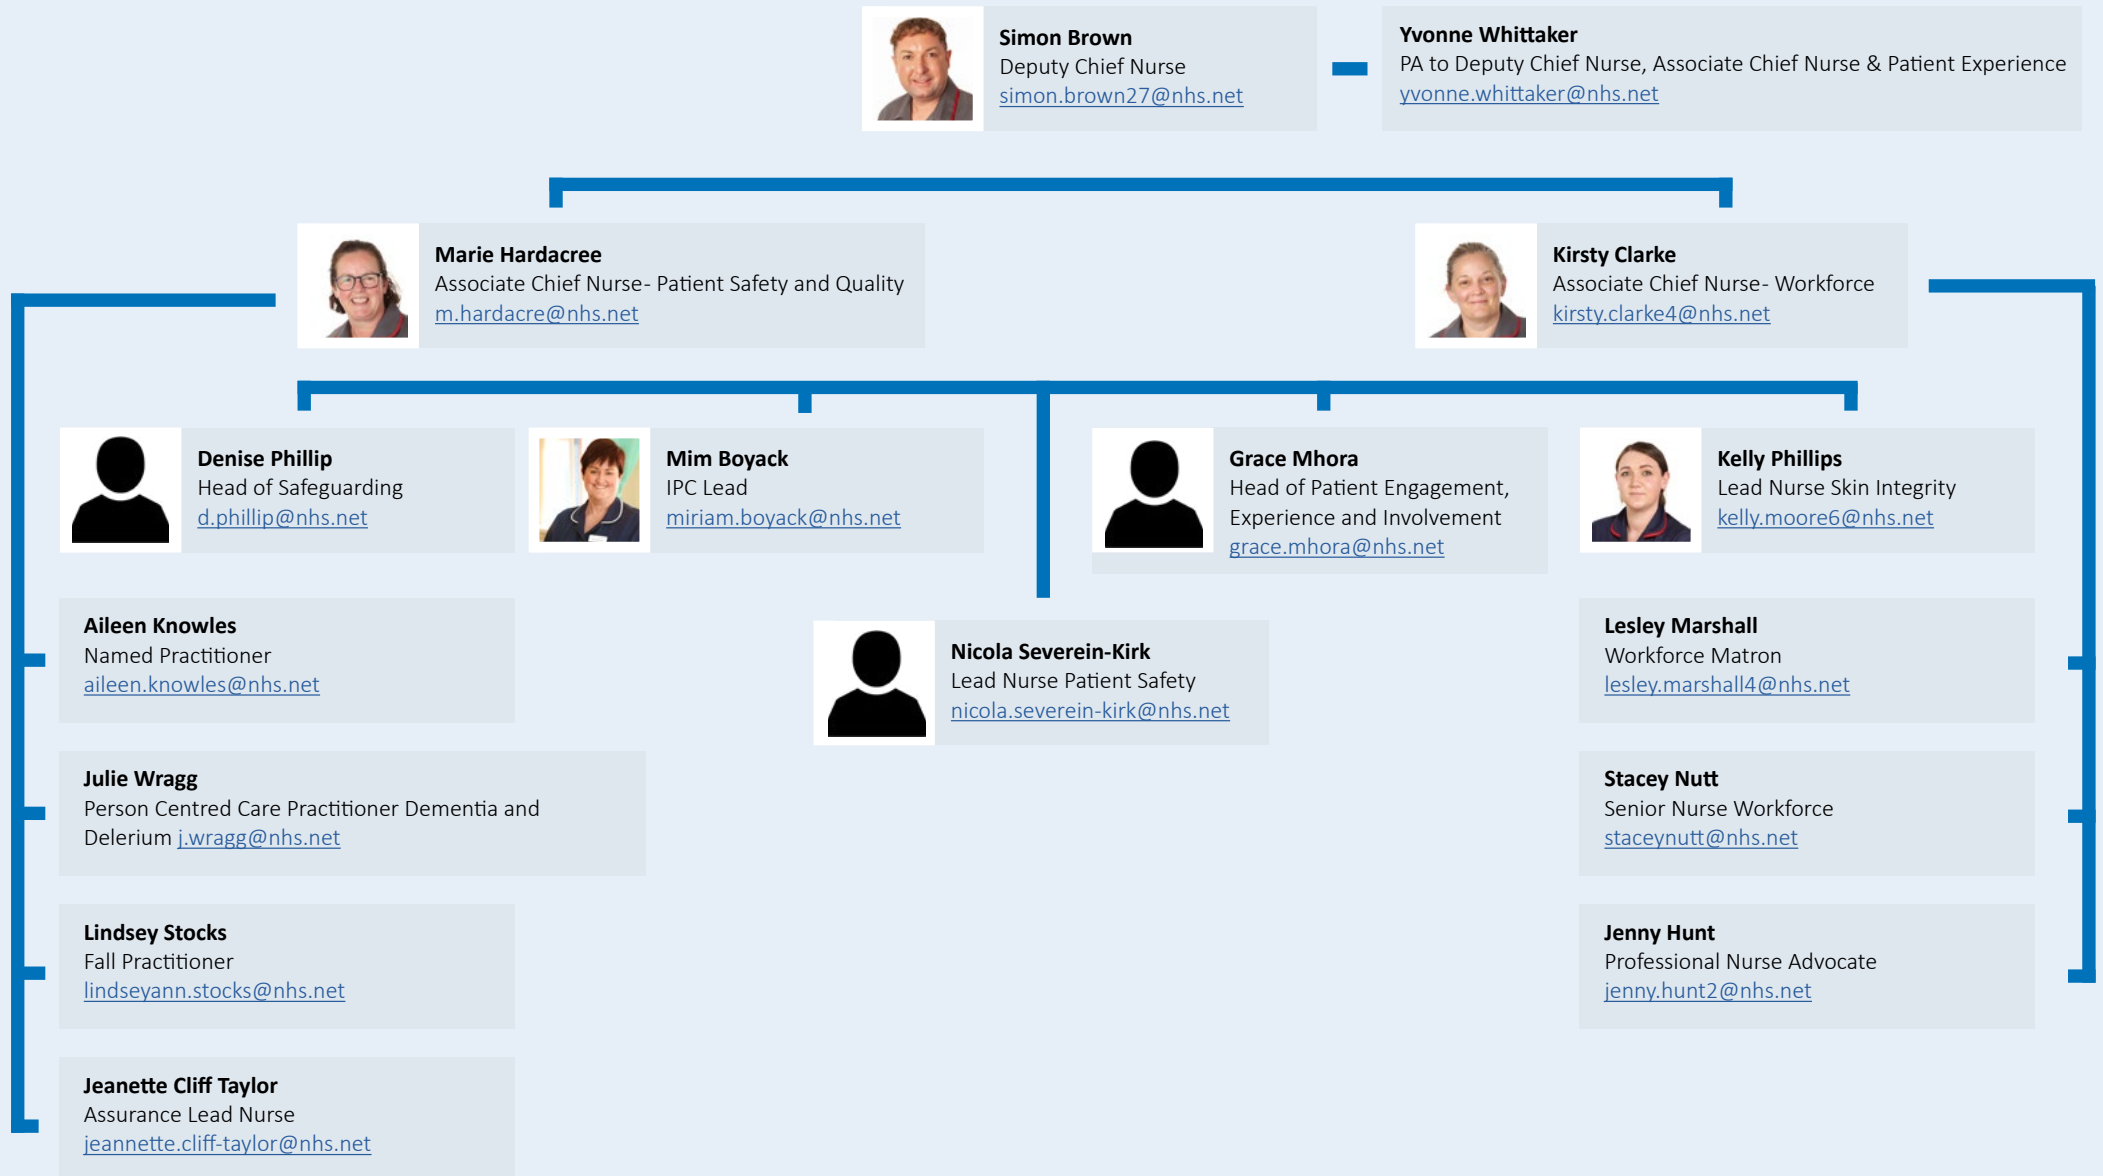 Simon Brown
Deputy Chief Nurse
simon.brown27@nhs.net
Yvonne Whittaker
PA to Deputy Chief Nurse, Associate Chief Nurse & Patient Experience
yvonne.whittaker@nhs.net
Marie Hardacree
Associate Chief Nurse- Patient Safety and Quality
m.hardacre@nhs.net
Kirsty Clarke
Associate Chief Nurse- Workforce
kirsty.clarke4@nhs.net
Denise Phillip
Head of Safeguarding
d.phillip@nhs.net
Mim Boyack
IPC Lead
miriam.boyack@nhs.net
Grace Mhora
Head of Patient Engagement,
Experience and Involvement
grace.mhora@nhs.net
Kelly Phillips
Lead Nurse Skin Integrity
kelly.moore6@nhs.net
Nicola Severein-Kirk
Lead Nurse Patient Safety
nicola.severein-kirk@nhs.net
Aileen Knowles
Named Practitioner
aileen.knowles@nhs.net
Julie Wragg
Person Centred Care Practitioner Dementia and
Delerium j.wragg@nhs.net
Lindsey Stocks
Fall Practitioner
lindseyann.stocks@nhs.net
Jeanette Cliff Taylor
Assurance Lead Nurse
jeannette.cliff-taylor@nhs.net
Lesley Marshall
Workforce Matron
lesley.marshall4@nhs.net
Stacey Nutt
Senior Nurse Workforce
staceynutt@nhs.net
Jenny Hunt
Professional Nurse Advocate
jenny.hunt2@nhs.net